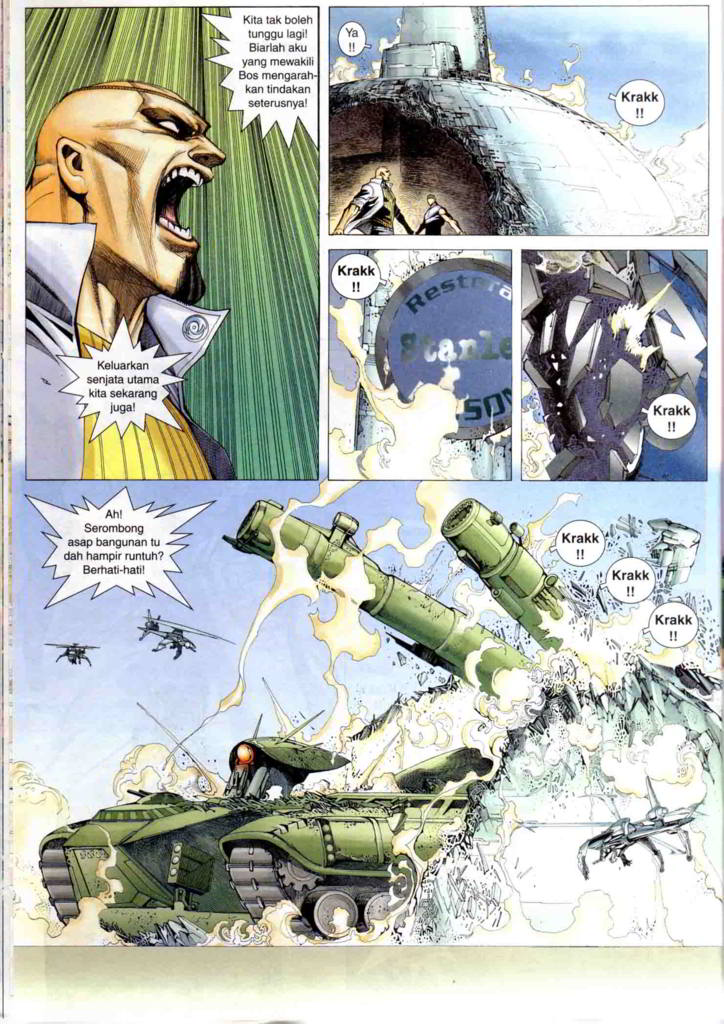 Kita tak boleh
tunggu lagi!
Biarlah aku
yang mewakili
Bos mengarah-
kan tindakan
seterusnya!
Keluarkan
senjata utama
kita sekarang
juga!
Ya
!!
Krakk
!!
Krakk
!!
Krakk
!!
Ah!
Serombong
asap bangunan tu
dah hampir runtuh?
Berhati-hati!
Krakk
!!
Krakk
!!
Krakk
!!